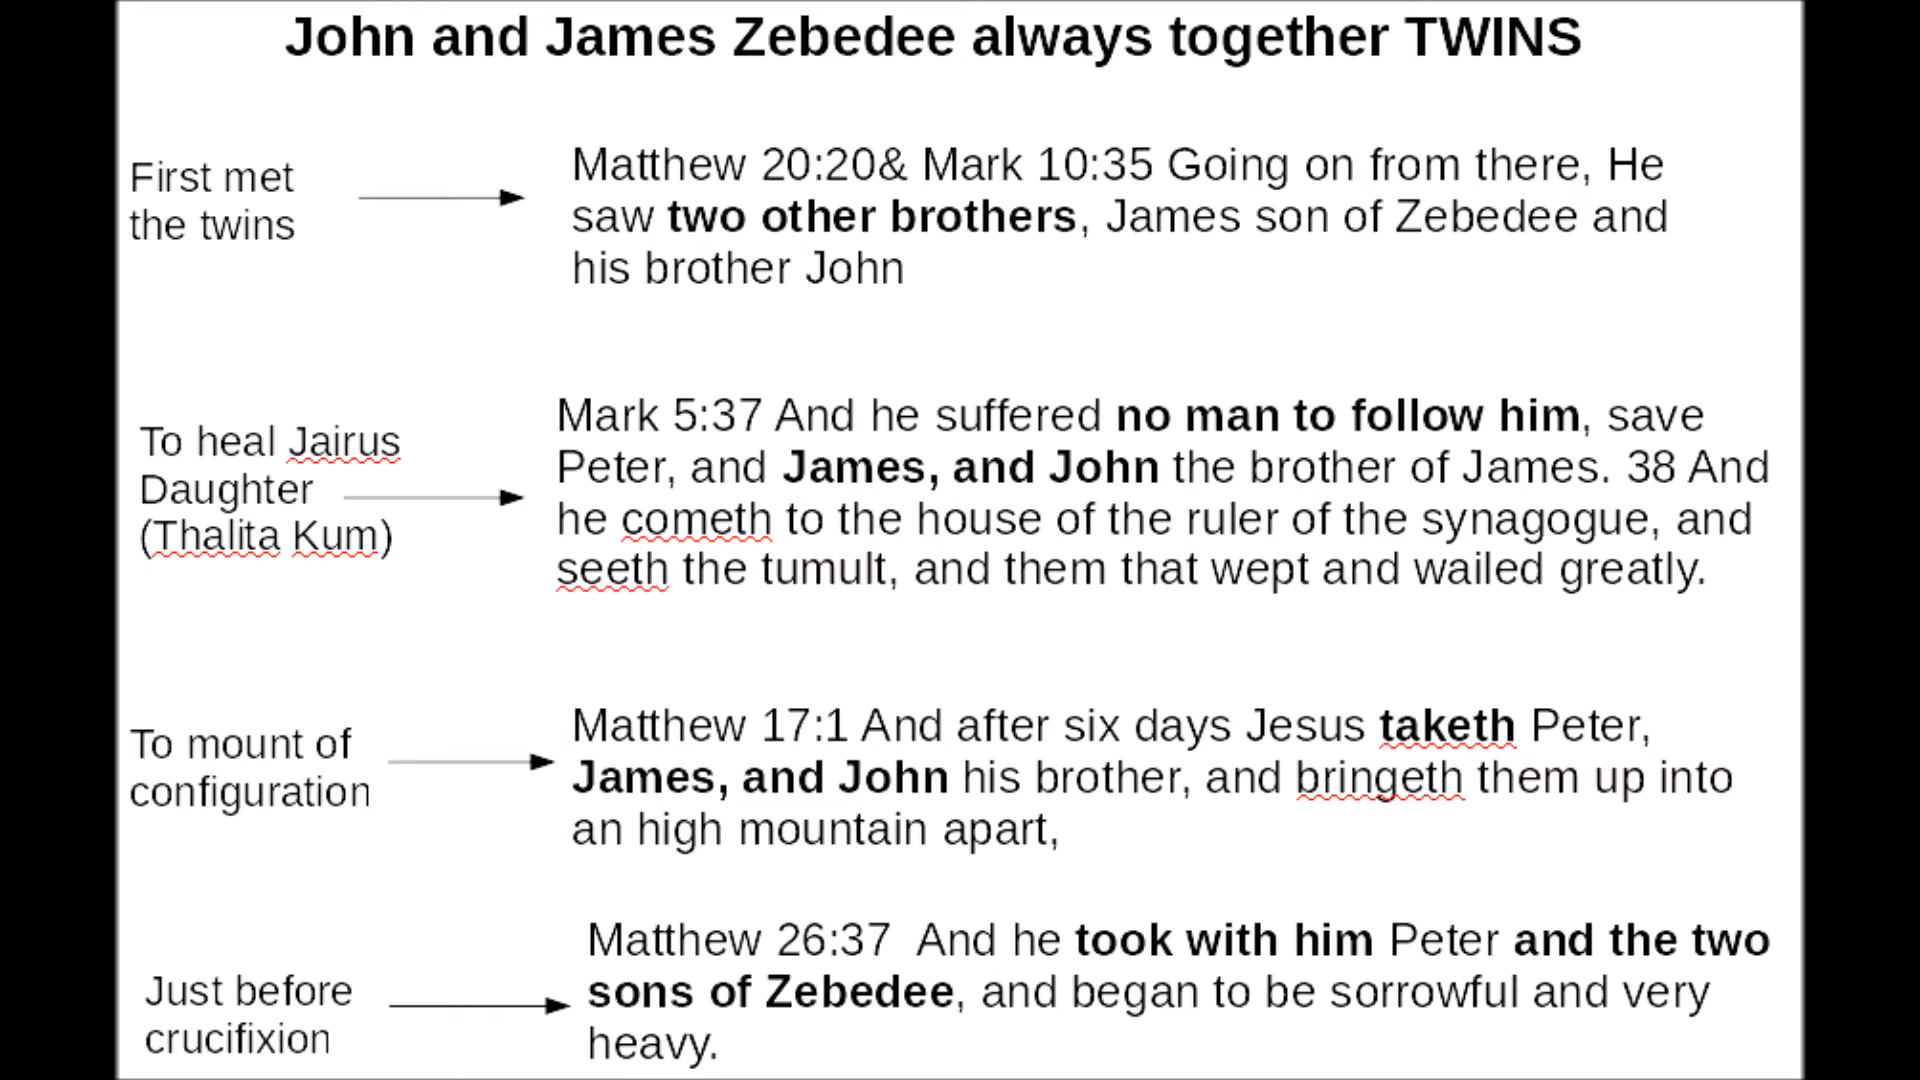 John and James Zebedee always together TWINS
First met
the twins
Matthew 20:20& Mark 10:35 Going on from there, He
saw two other brothers, James son of Zebedee and
his brother John
To heal Jairus
Daughter
(Thalita Kum)
Mark 5:37 And he suffered no man to follow him, save
Peter, and James, and John the brother of James. 38 And
he cometh to the house of the ruler of the synagogue, and
seeth the tumult, and them that wept and wailed greatly.
To mount of
configuration
Matthew 17:1 And after six days Jesus taketh Peter,
James, and John his brother, and bringeth them up into
an high mountain apart,
Just before
crucifixion
Matthew 26:37  And he took with him Peter and the two
sons of Zebedee, and began to be sorrowful and very
heavy.